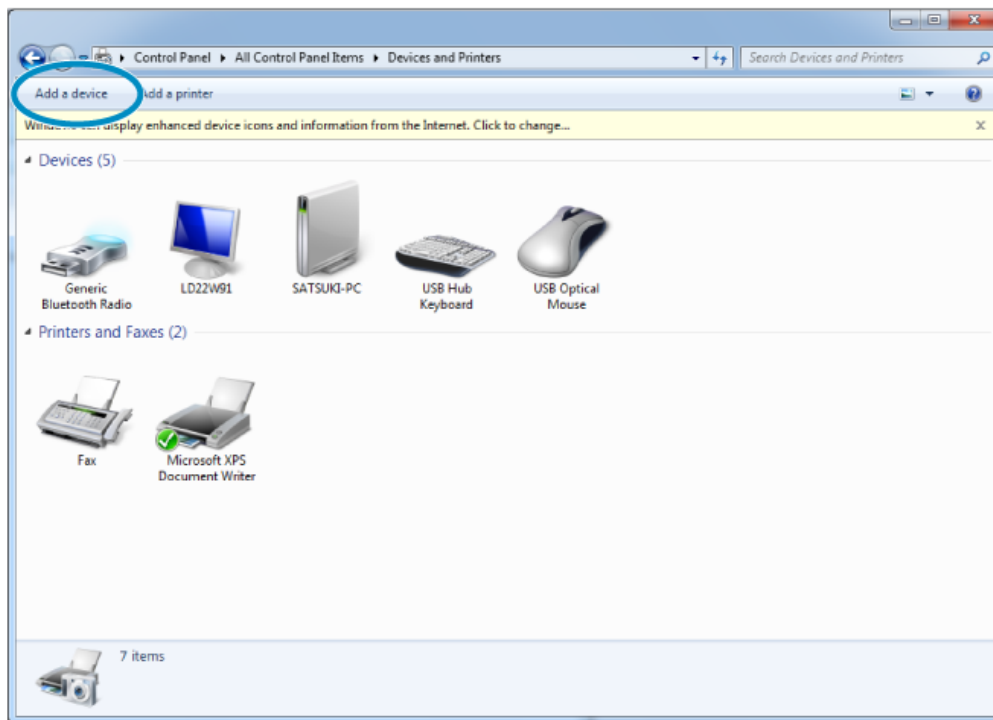 Control Panel ▸ All Control Panel Items ▸ Devices and Printers
Search Devices and Printers
Add a device
Add a printer
can display enhanced device icons and information from the Internet. Click to change...
Devices (5)
Generic
Bluetooth Radio
LD22W91
SATSUKI-PC
USB Hub
Keyboard
USB Optical
Mouse
Printers and Faxes (2)
Fax
Microsoft XPS
Document Writer
7 items